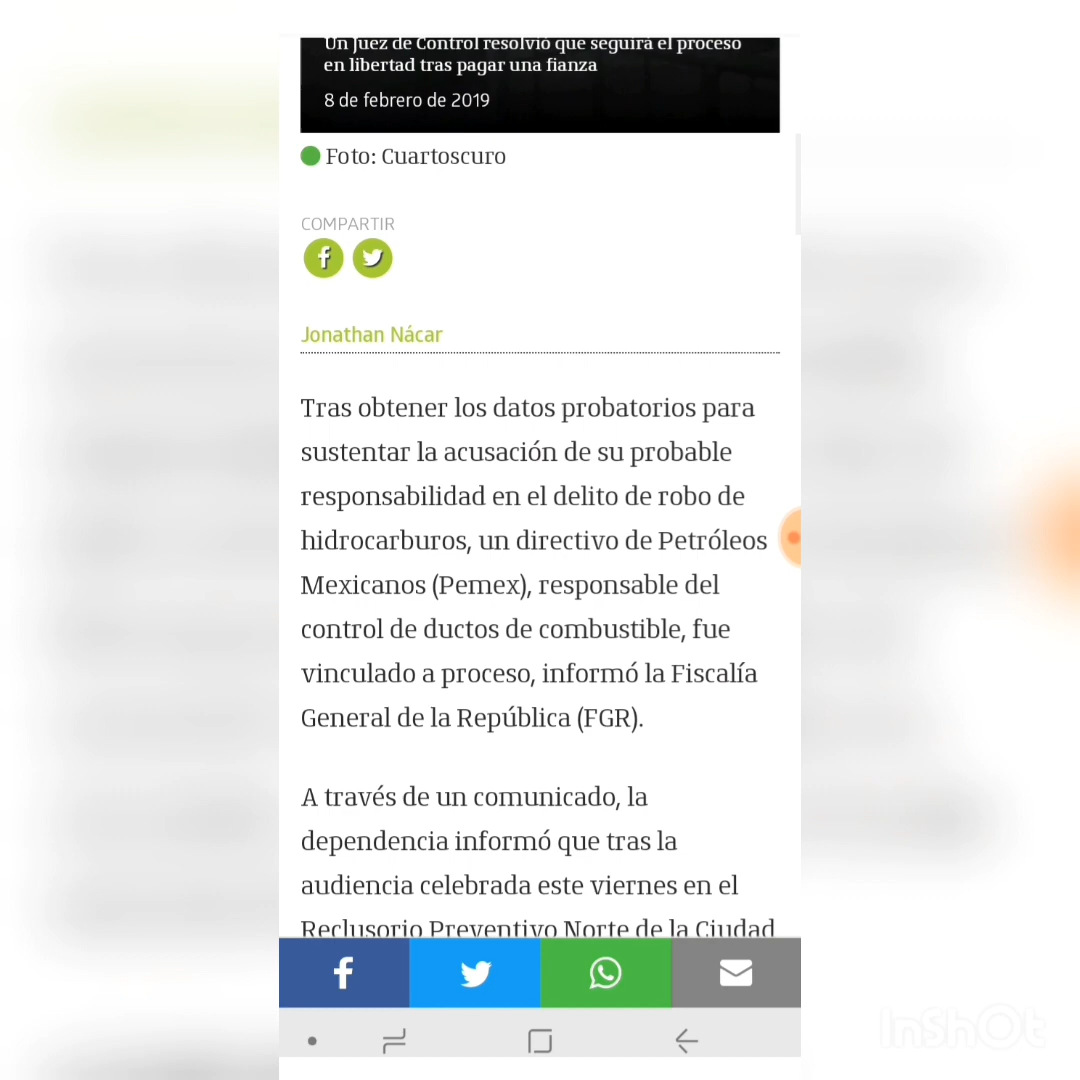 Un Juez de Control resolvió que seguirá el proceso
en libertad tras pagar una fianza
8 de febrero de 2019
Foto: Cuartoscuro
COMPARTIR
Jonathan Nácar
Tras obtener los datos probatorios para
sustentar la acusación de su probable
responsabilidad en el delito de robo de
hidrocarburos, un directivo de Petróleos
Mexicanos (Pemex), responsable del
control de ductos de combustible, fue
vinculado a proceso, informó la Fiscalía
General de la República (FGR).
A través de un comunicado, la
dependencia informó que tras la
audiencia celebrada este viernes en el
Reclusorio Preventivo Norte de la Ciudad
InShOt